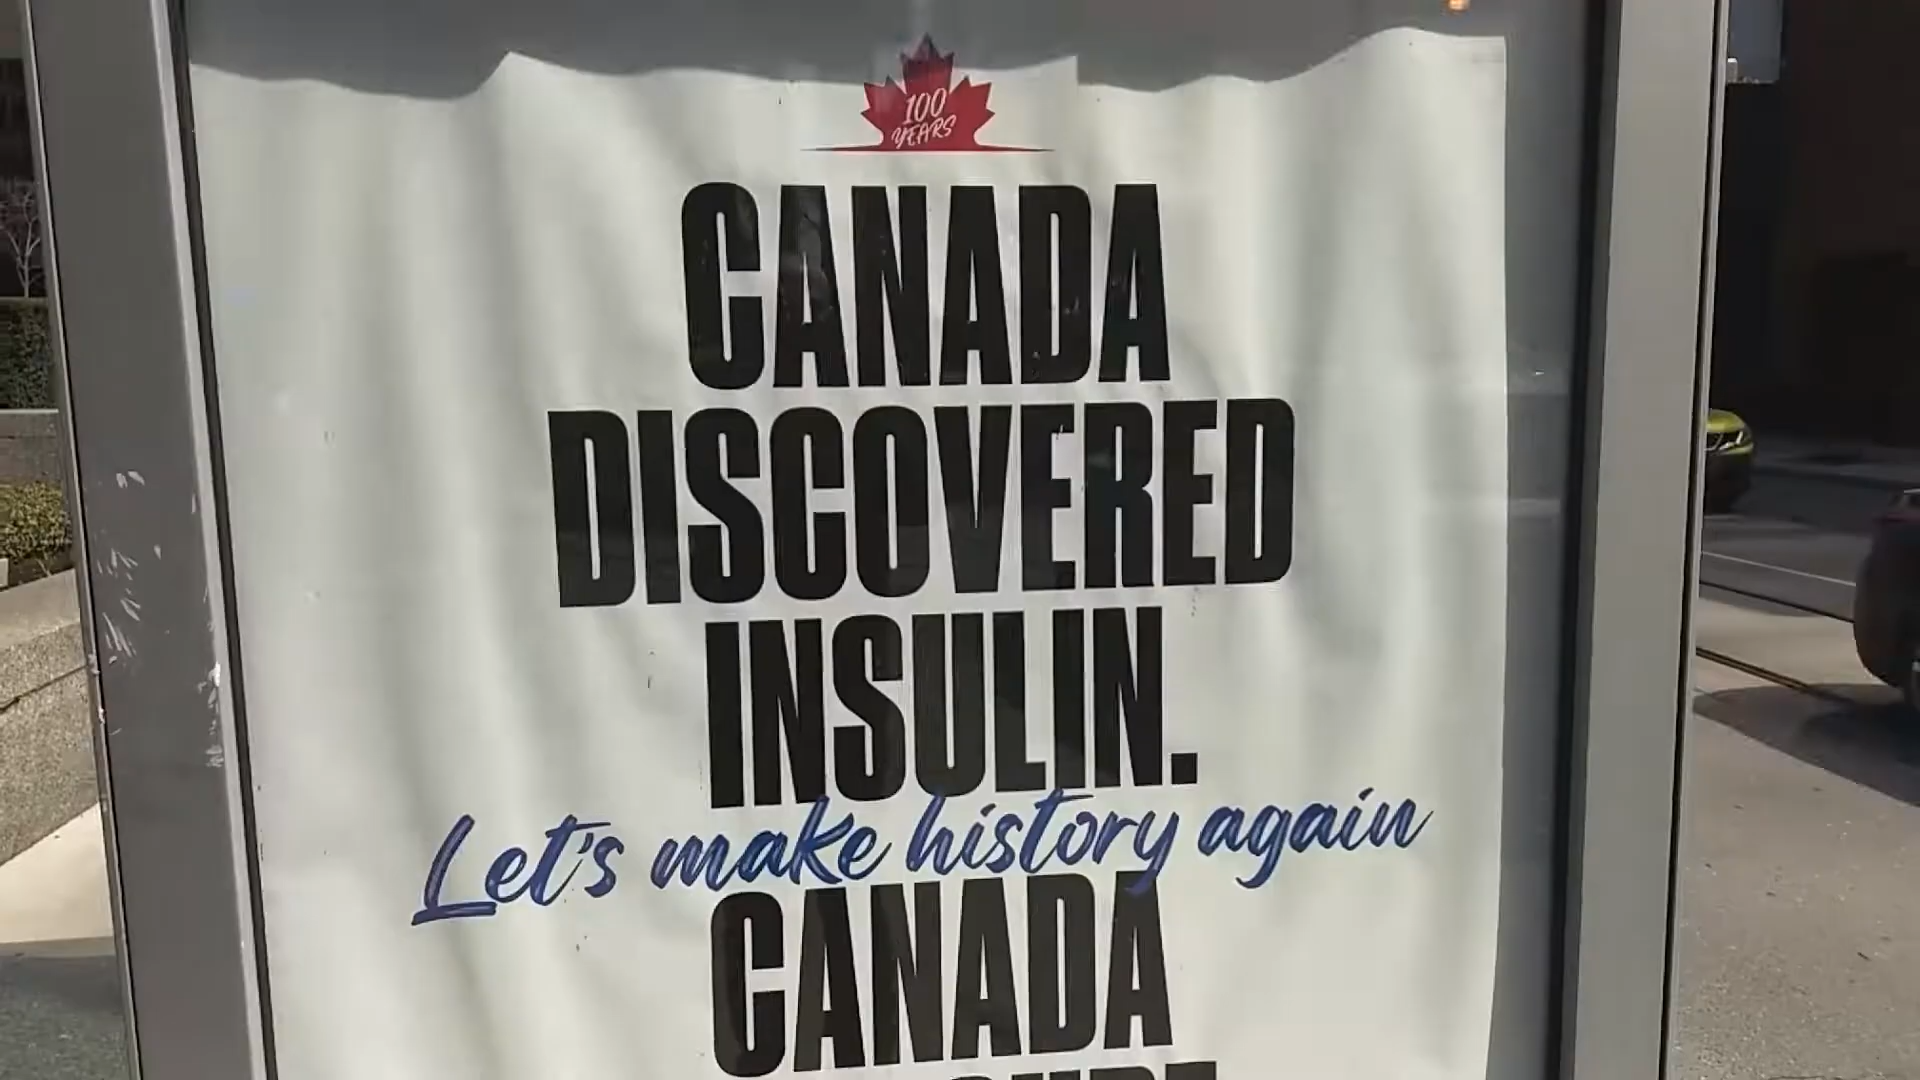 100
YEARS
CANADA
DISCOVERED
INSULIN.
Let's make history again
CANADA